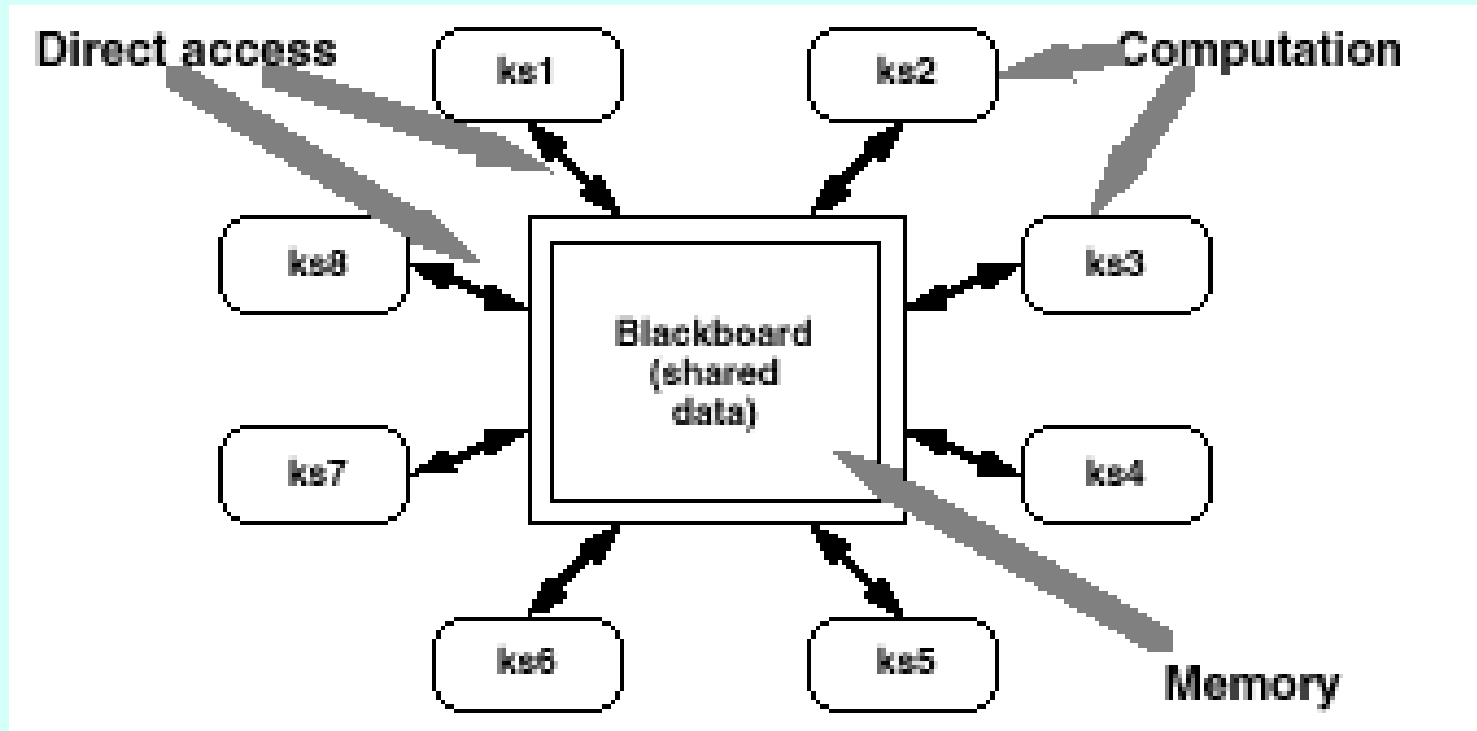 Direct access
ks1
ks2
Computation
ks8
ks3
Blackboard
(shared
data)
ks7
ks4
ks6
ks5
Memory